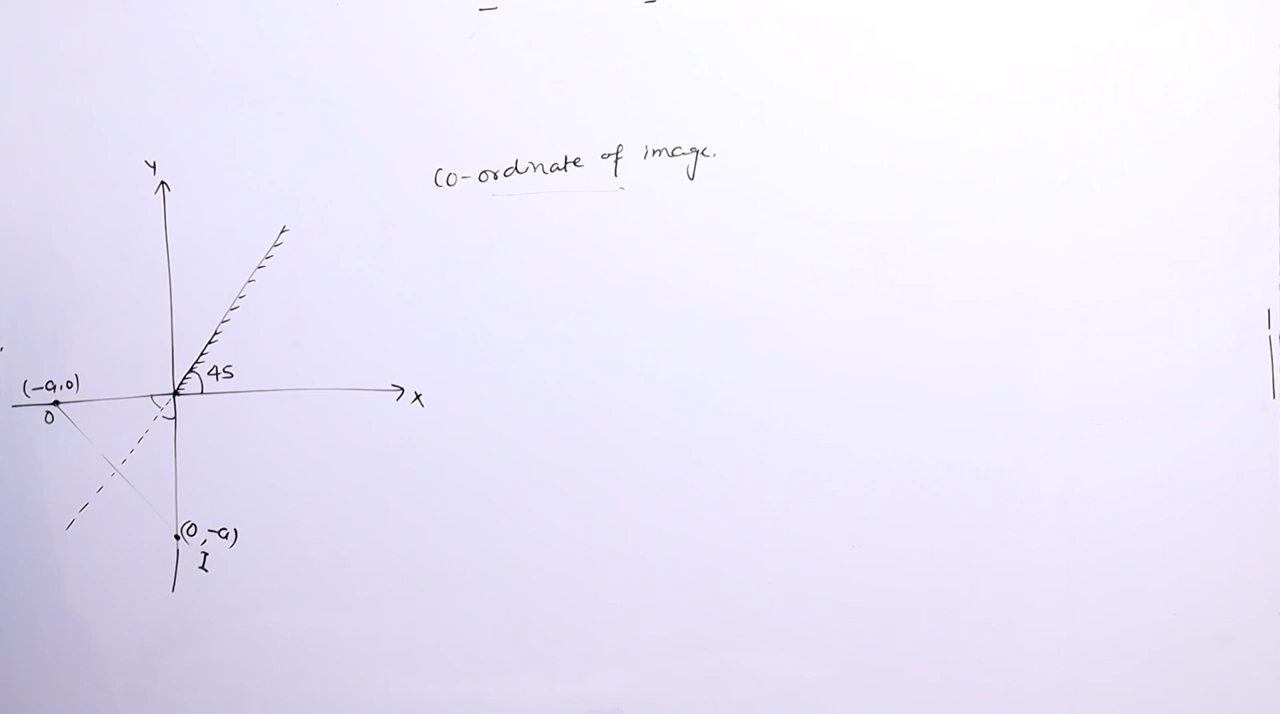 Co-ordinate of image.
Y
45
(-a,0)
O
X
(0,-a)
I